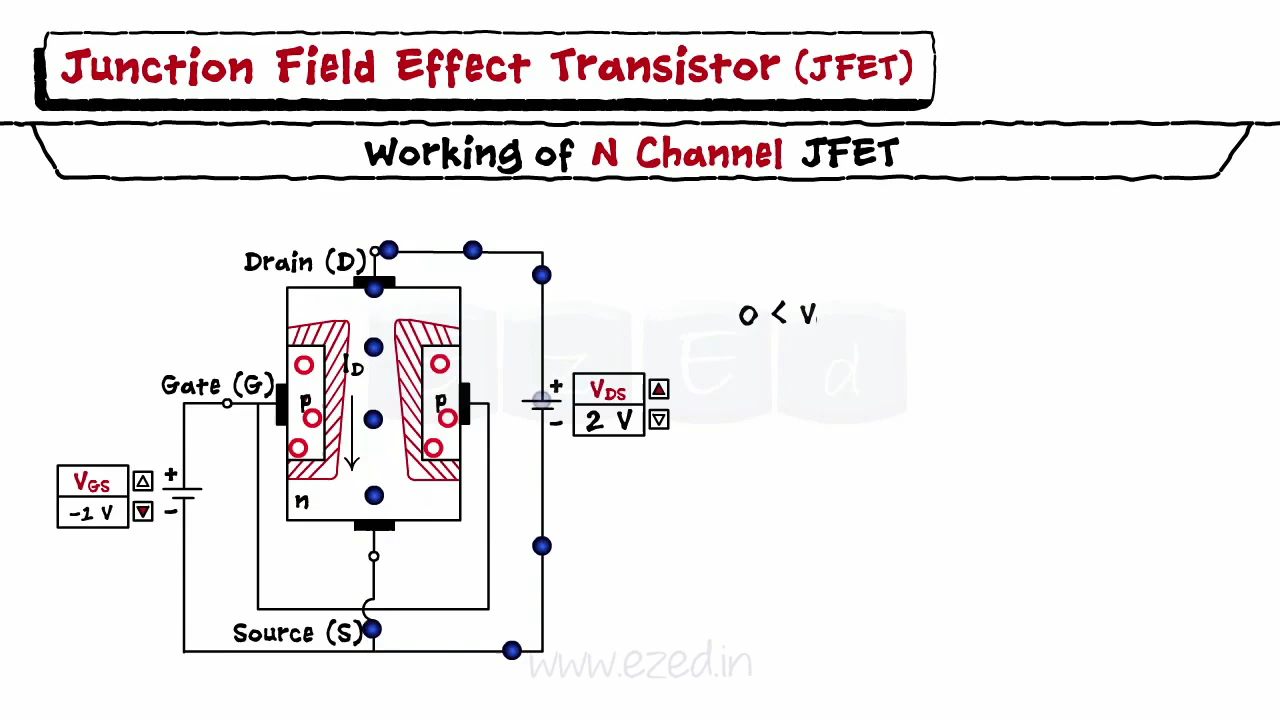 Junction Field Effect Transistor (JFET)
Working of N Channel JFET
Drain (D)
0 < V
ID
Gate (G)
p
p
+
VDS
2 V
-
+
VGS
-1 V
-
n
Source (S)
EZEd
www.ezed.in